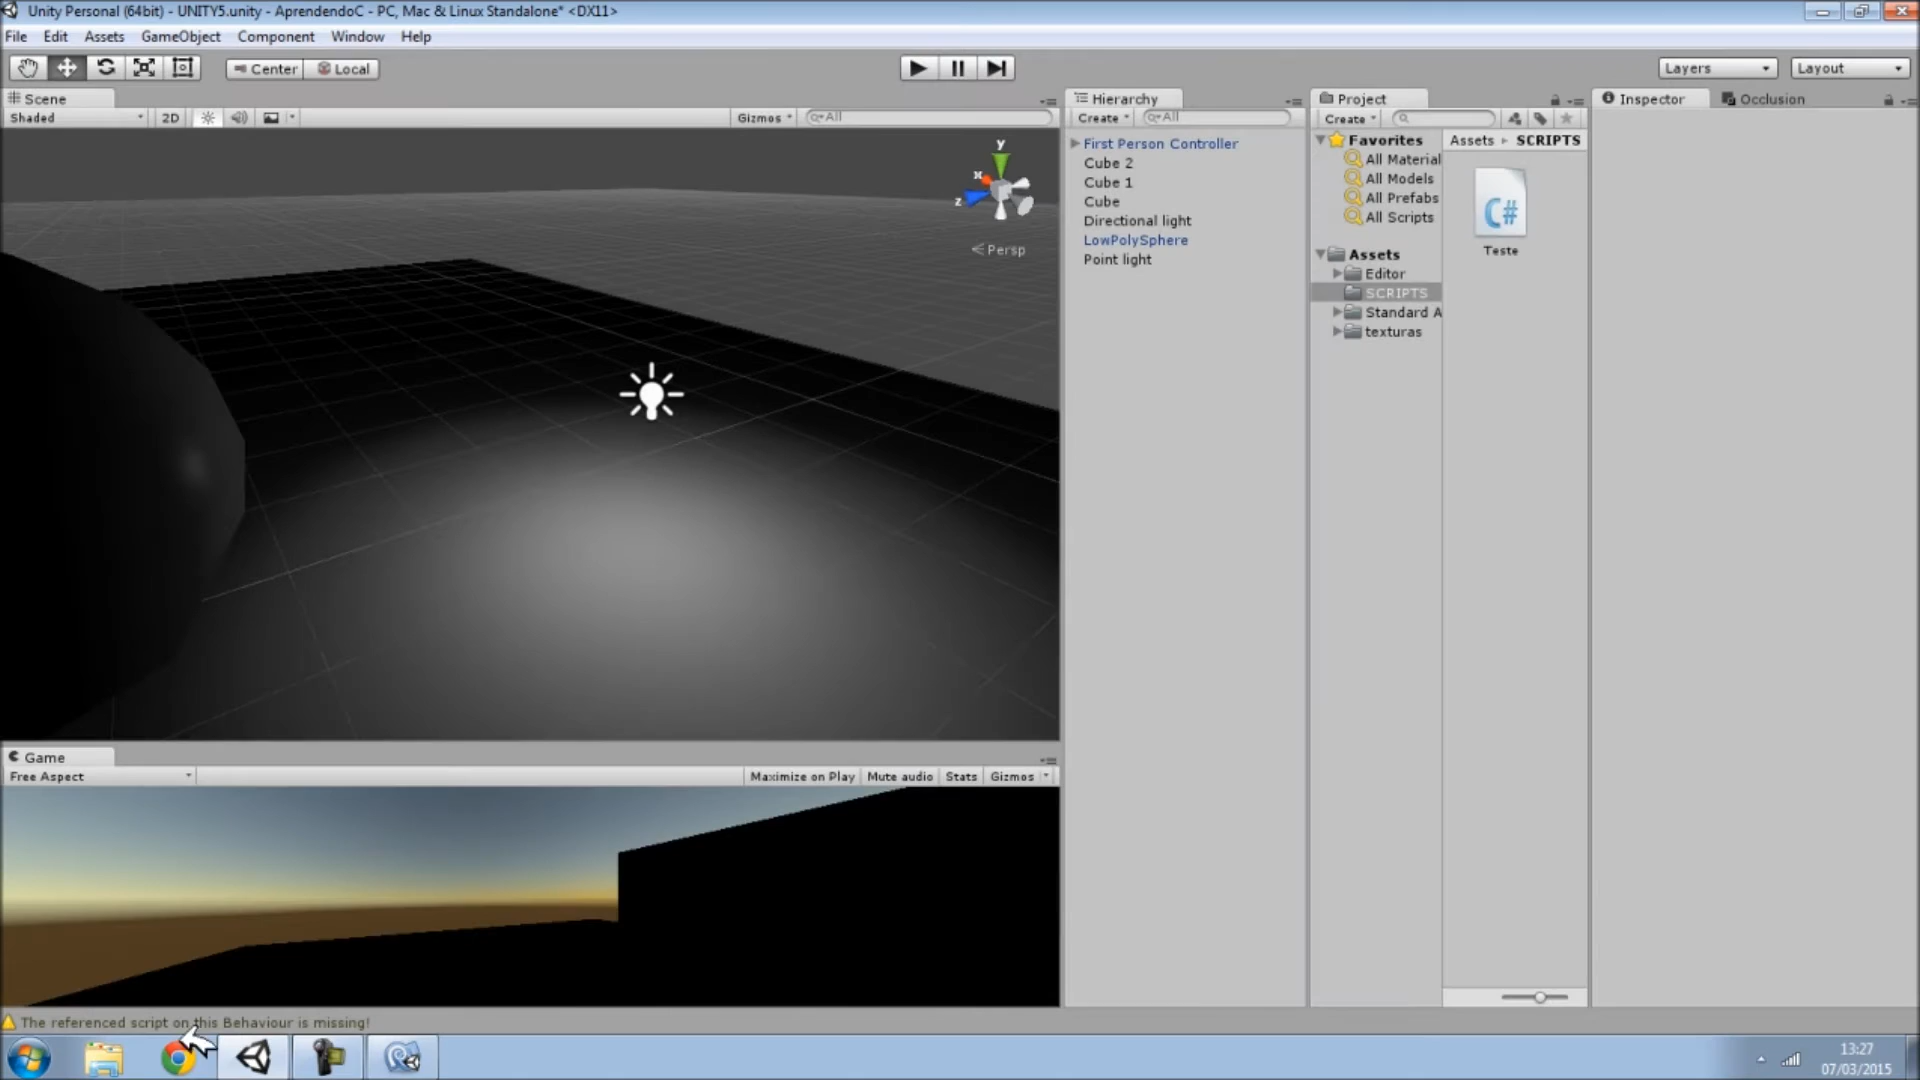 Unity Personal (64bit) - UNITY5.unity - AprendendoC - PC, Mac & Linux Standalone* <DX11>
File Edit Assets GameObject Component Window Help
Center Local
Layers Layout
Scene
Shaded 2D Gizmos All
y
x
z
Persp
Hierarchy
Create All
First Person Controller
Cube 2
Cube 1
Cube
Directional light
LowPolySphere
Point light
Project
Create
Favorites
All Material
All Models
All Prefabs
All Scripts
Assets
Editor
SCRIPTS
Standard A
texturas
Assets SCRIPTS
C#
Teste
Inspector Occlusion
Game
Free Aspect Maximize on Play Mute audio Stats Gizmos
The referenced script on this Behaviour is missing!
13:27
07/03/2015